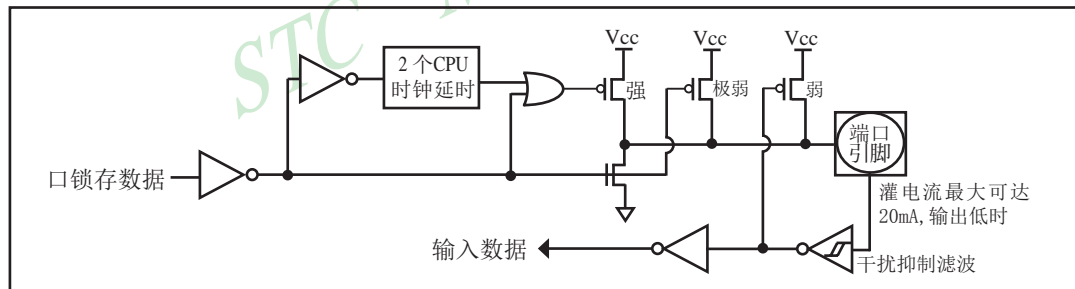 STC
Vcc
Vcc
Vcc
2 个CPU
时钟延时
强
极弱
弱
端口
引脚
口锁存数据
灌电流最大可达
20mA,输出低时
输入数据
干扰抑制滤波